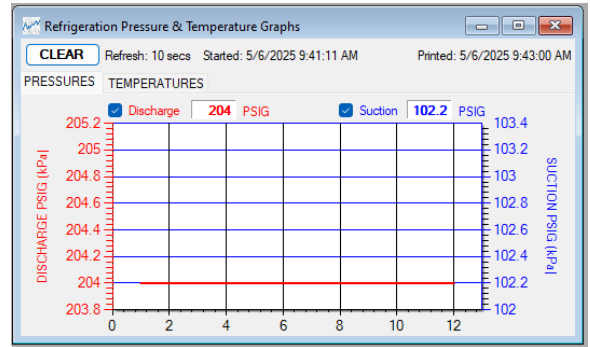 Refrigeration Pressure & Temperature Graphs
CLEAR Refresh: 10 secs Started: 5/6/2025 9:41:11 AM Printed: 5/6/2025 9:43:00 AM
PRESSURES TEMPERATURES
Discharge 204 PSIG Suction 102.2 PSIG
DISCHARGE PSIG (kPa)
205.2
205
204.8
204.6
204.4
204.2
204
203.8
103.4
103.2
103
102.8
102.6
102.4
102.2
102
SUCTION PSIG (kPa)
0 2 4 6 8 10 12